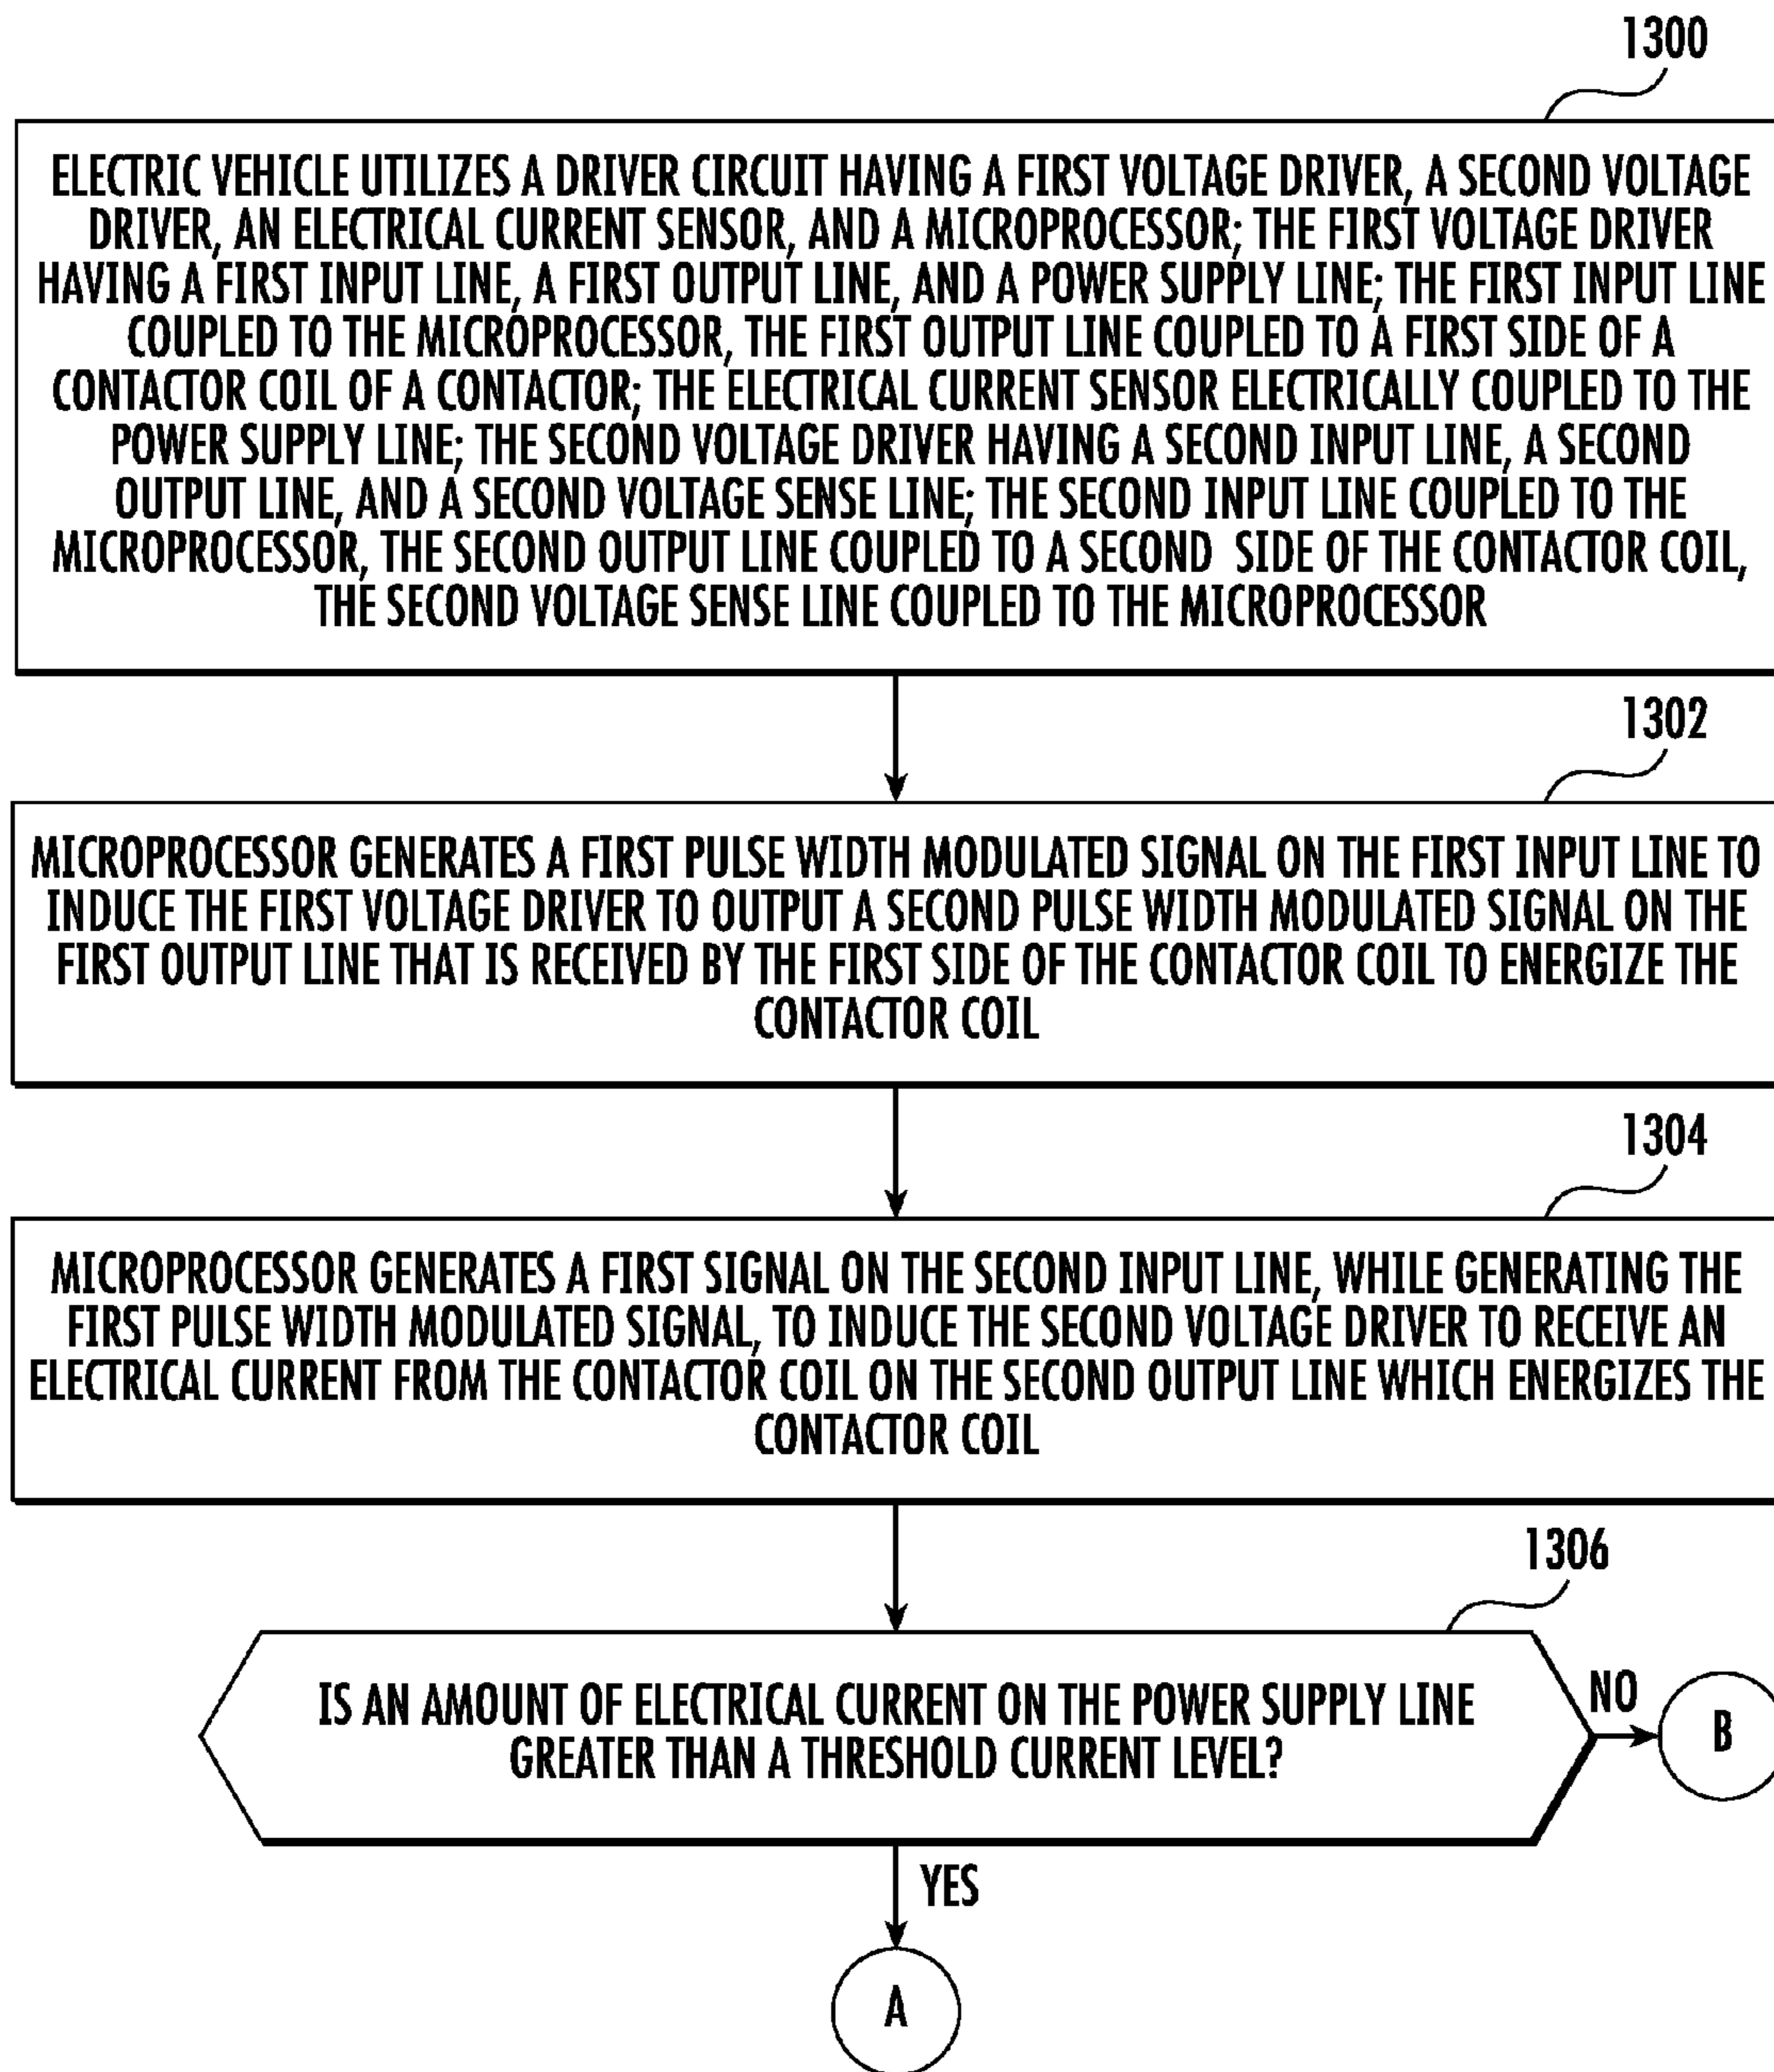 1300
ELECTRIC VEHICLE UTILIZES A DRIVER CIRCUIT HAVING A FIRST VOLTAGE DRIVER, A SECOND VOLTAGE
DRIVER, AN ELECTRICAL CURRENT SENSOR, AND A MICROPROCESSOR; THE FIRST VOLTAGE DRIVER
HAVING A FIRST INPUT LINE, A FIRST OUTPUT LINE, AND A POWER SUPPLY LINE; THE FIRST INPUT LINE
COUPLED TO THE MICROPROCESSOR, THE FIRST OUTPUT LINE COUPLED TO A FIRST SIDE OF A
CONTACTOR COIL OF A CONTACTOR; THE ELECTRICAL CURRENT SENSOR ELECTRICALLY COUPLED TO THE
POWER SUPPLY LINE; THE SECOND VOLTAGE DRIVER HAVING A SECOND INPUT LINE, A SECOND
OUTPUT LINE, AND A SECOND VOLTAGE SENSE LINE; THE SECOND INPUT LINE COUPLED TO THE
MICROPROCESSOR, THE SECOND OUTPUT LINE COUPLED TO A SECOND SIDE OF THE CONTACTOR COIL,
THE SECOND VOLTAGE SENSE LINE COUPLED TO THE MICROPROCESSOR
1302
MICROPROCESSOR GENERATES A FIRST PULSE WIDTH MODULATED SIGNAL ON THE FIRST INPUT LINE TO
INDUCE THE FIRST VOLTAGE DRIVER TO OUTPUT A SECOND PULSE WIDTH MODULATED SIGNAL ON THE
FIRST OUTPUT LINE THAT IS RECEIVED BY THE FIRST SIDE OF THE CONTACTOR COIL TO ENERGIZE THE
CONTACTOR COIL
1304
MICROPROCESSOR GENERATES A FIRST SIGNAL ON THE SECOND INPUT LINE, WHILE GENERATING THE
FIRST PULSE WIDTH MODULATED SIGNAL, TO INDUCE THE SECOND VOLTAGE DRIVER TO RECEIVE AN
ELECTRICAL CURRENT FROM THE CONTACTOR COIL ON THE SECOND OUTPUT LINE WHICH ENERGIZES THE
CONTACTOR COIL
1306
IS AN AMOUNT OF ELECTRICAL CURRENT ON THE POWER SUPPLY LINE
GREATER THAN A THRESHOLD CURRENT LEVEL?
NO
B
YES
A